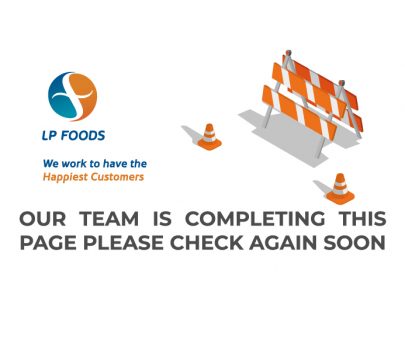 LP FOODS
We work to have the
Happiest Customers
OUR TEAM IS COMPLETING THIS
PAGE PLEASE CHECK AGAIN SOON